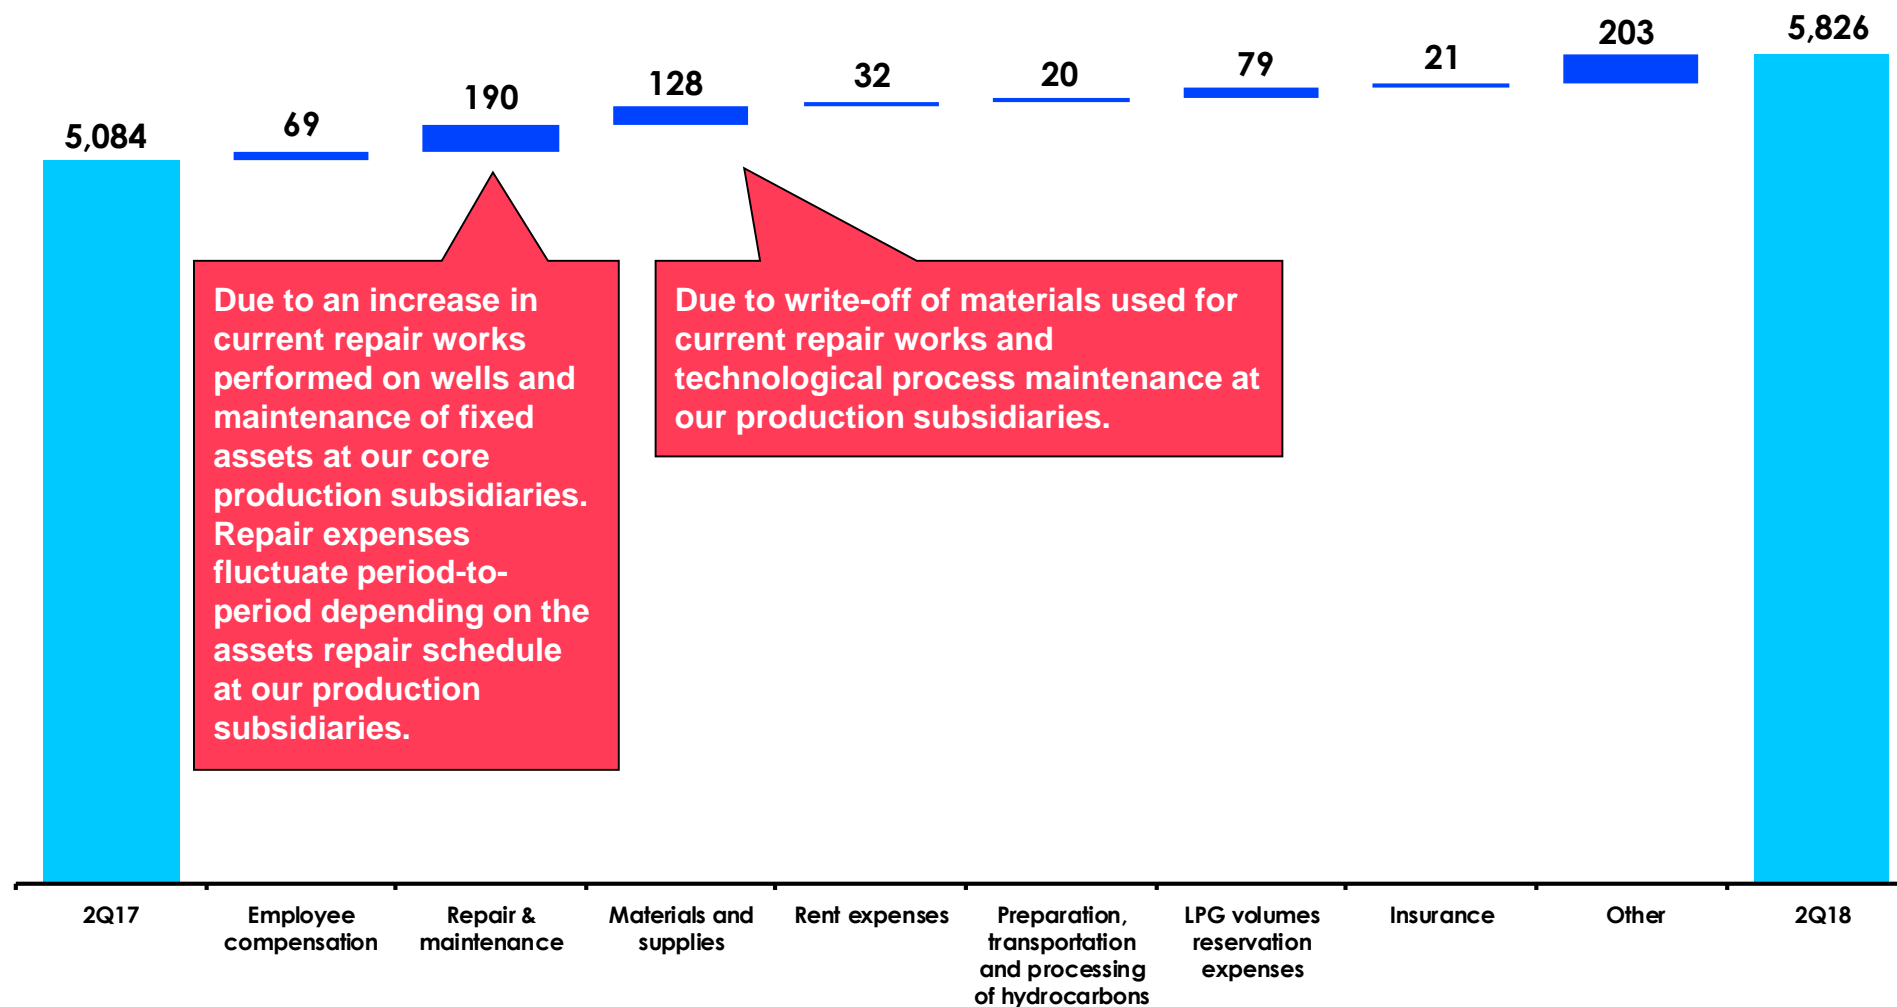 5,084
69
190
128
32
20
79
21
203
5,826
Due to an increase in
current repair works
performed on wells and
maintenance of fixed
assets at our core
production subsidiaries.
Repair expenses
fluctuate period-to-
period depending on the
assets repair schedule
at our production
subsidiaries.
Due to write-off of materials used for
current repair works and
technological process maintenance at
our production subsidiaries.
2Q17
Employee
compensation
Repair &
maintenance
Materials and
supplies
Rent expenses
Preparation,
transportation
and processing
of hydrocarbons
LPG volumes
reservation
expenses
Insurance
Other
2Q18